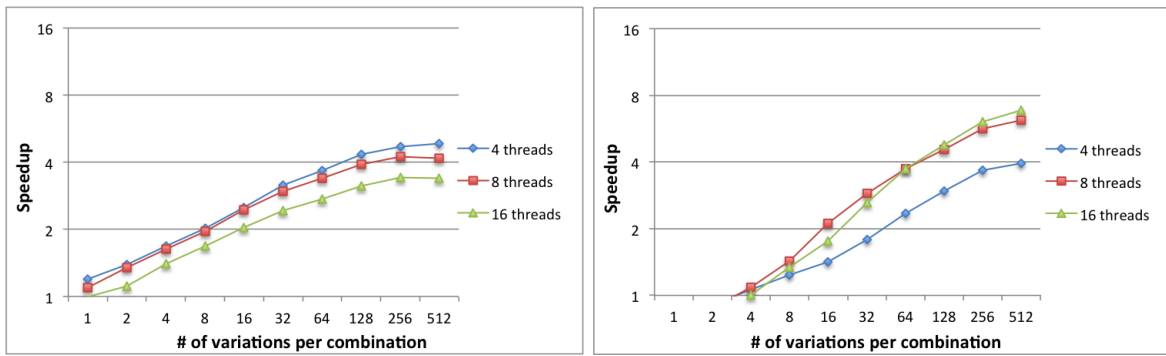 16
8
4
2
1
Speedup
1 2 4 8 16 32 64 128 256 512
# of variations per combination
4 threads
8 threads
16 threads
16
8
4
2
1
Speedup
1 2 4 8 16 32 64 128 256 512
# of variations per combination
4 threads
8 threads
16 threads